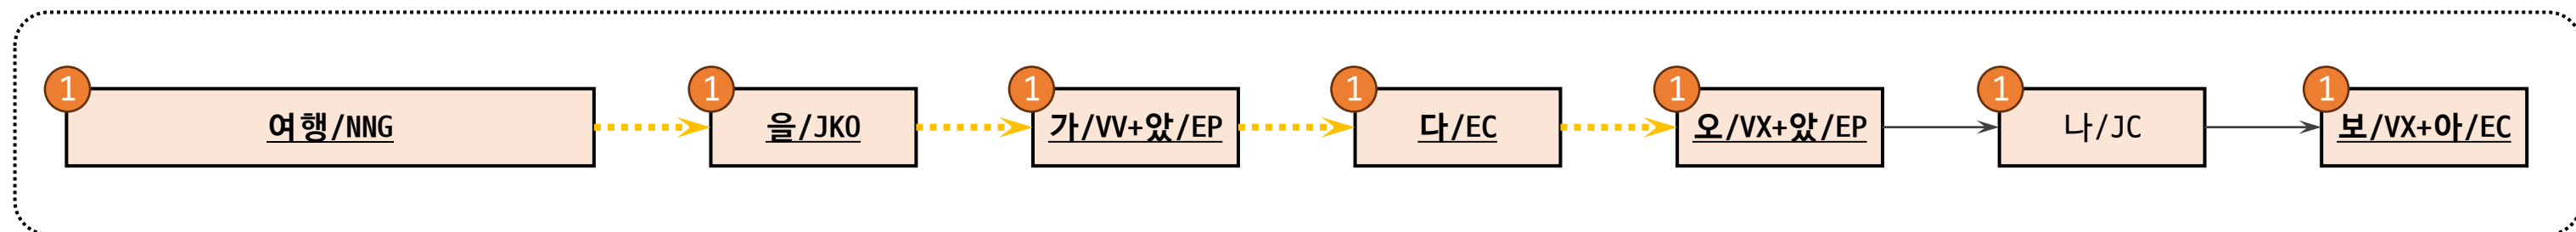 1 1 1 1 1 1 1
여행/NNG 을/JKO 가/VV+았/EP 다/EC 오/VX+았/EP 나/JC 보/VX+아/EC